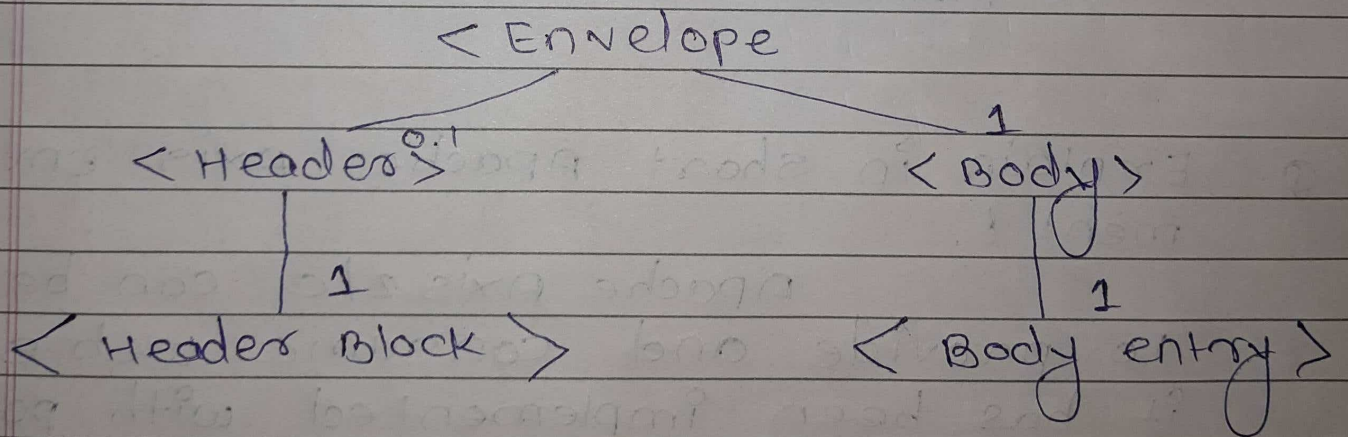 < Envelope
0.1 1
<Header> <Body>
1 1
<Header Block> <Body entry>